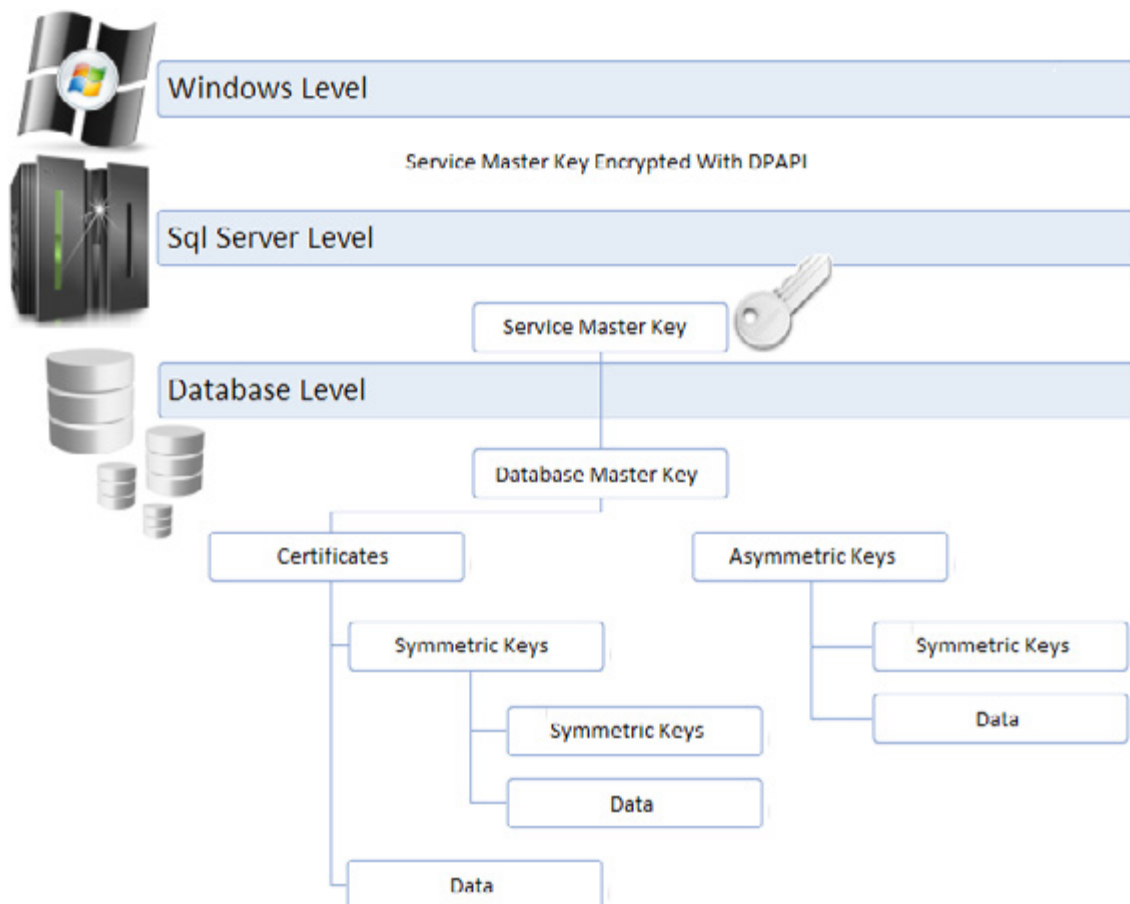 Windows Level
Service Master Key Encrypted With DPAPI
Sql Server Level
Service Master Key
Database Level
Database Master Key
Certificates
Asymmetric Keys
Symmetric Keys
Symmetric Keys
Symmetric Keys
Data
Data
Data